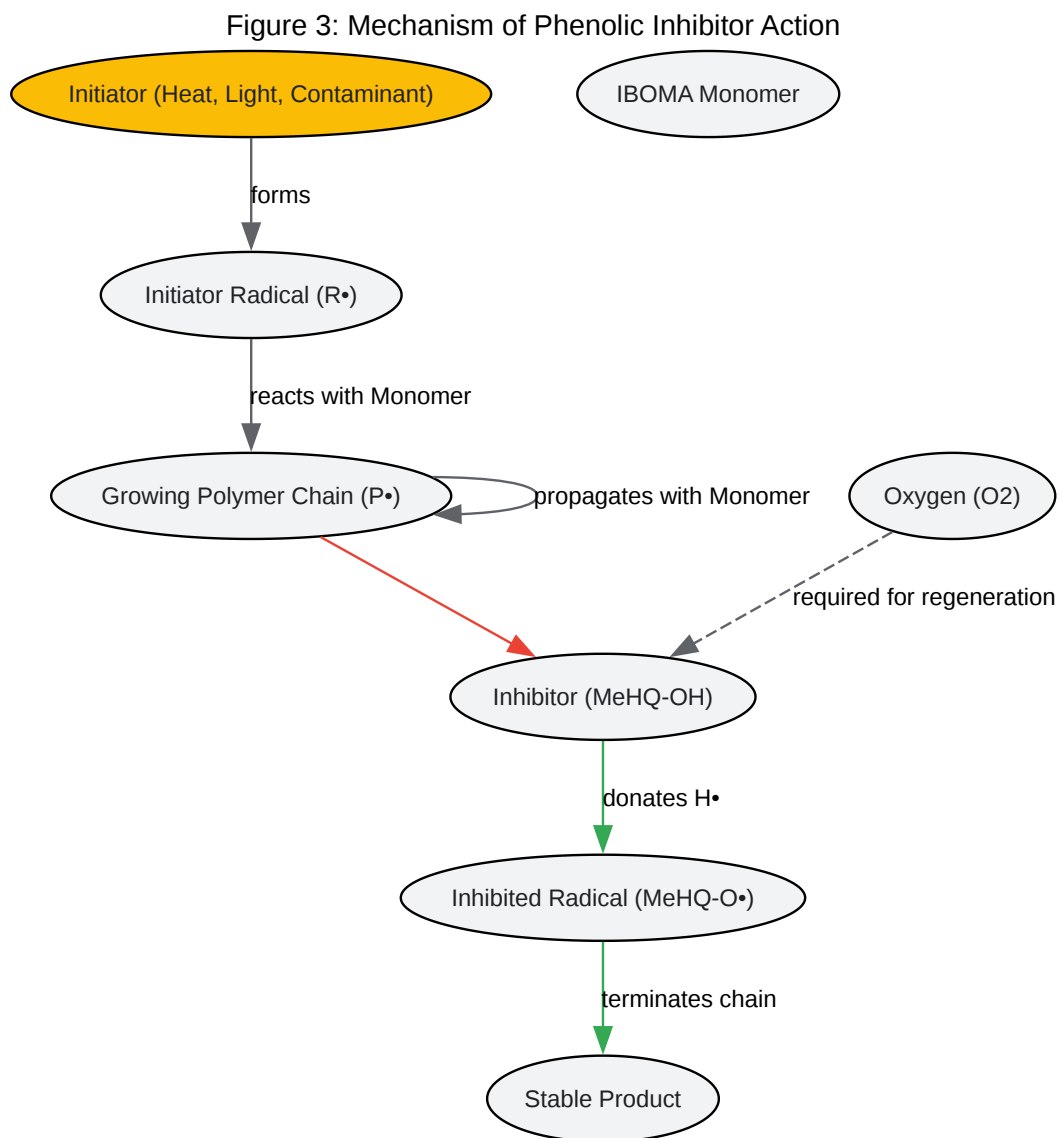 Figure 3: Mechanism of Phenolic Inhibitor Action
Initiator (Heat, Light, Contaminant)
IBOMA Monomer
forms
Initiator Radical (R•)
reacts with Monomer
Growing Polymer Chain (P•)
propagates with Monomer
Oxygen (O2)
required for regeneration
Inhibitor (MeHQ-OH)
donates H•
Inhibited Radical (MeHQ-O•)
terminates chain
Stable Product